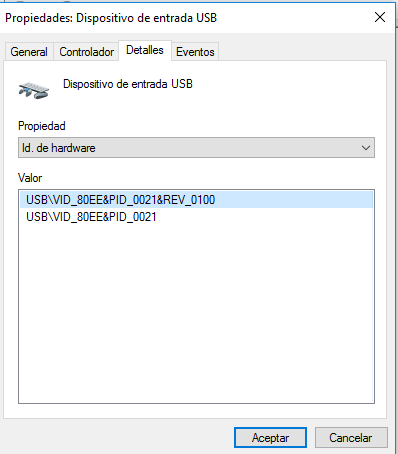 Propiedades: Dispositivo de entrada USB
General Controlador Detalles Eventos
Dispositivo de entrada USB
Propiedad
Id. de hardware
Valor
USB\VID_80EE&PID_0021&REV_0100
USB\VID_80EE&PID_0021
Aceptar Cancelar